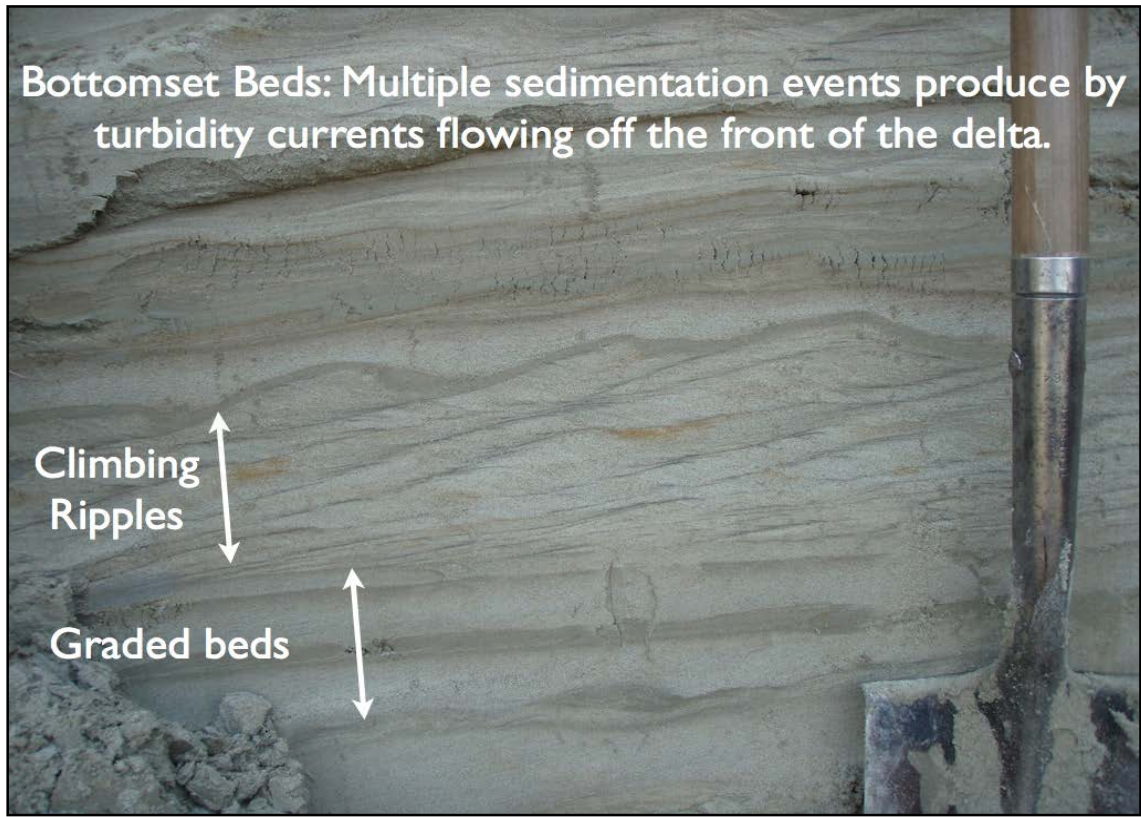 Bottomset Beds: Multiple sedimentation events produce by
turbidity currents flowing off the front of the delta.
Climbing
Ripples
Graded beds